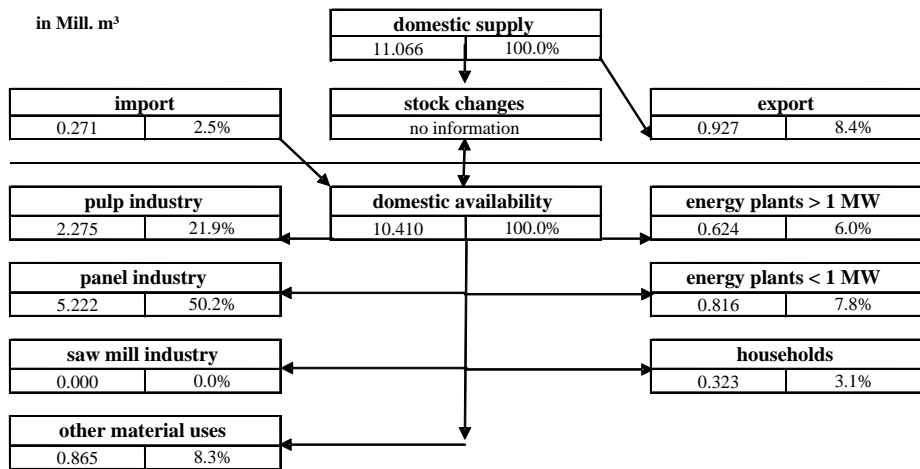 in Mill. m³
domestic supply
11.066 100.0%
import
0.271 2.5%
stock changes
no information
export
0.927 8.4%
pulp industry
2.275 21.9%
domestic availability
10.410 100.0%
energy plants > 1 MW
0.624 6.0%
panel industry
5.222 50.2%
energy plants < 1 MW
0.816 7.8%
saw mill industry
0.000 0.0%
households
0.323 3.1%
other material uses
0.865 8.3%